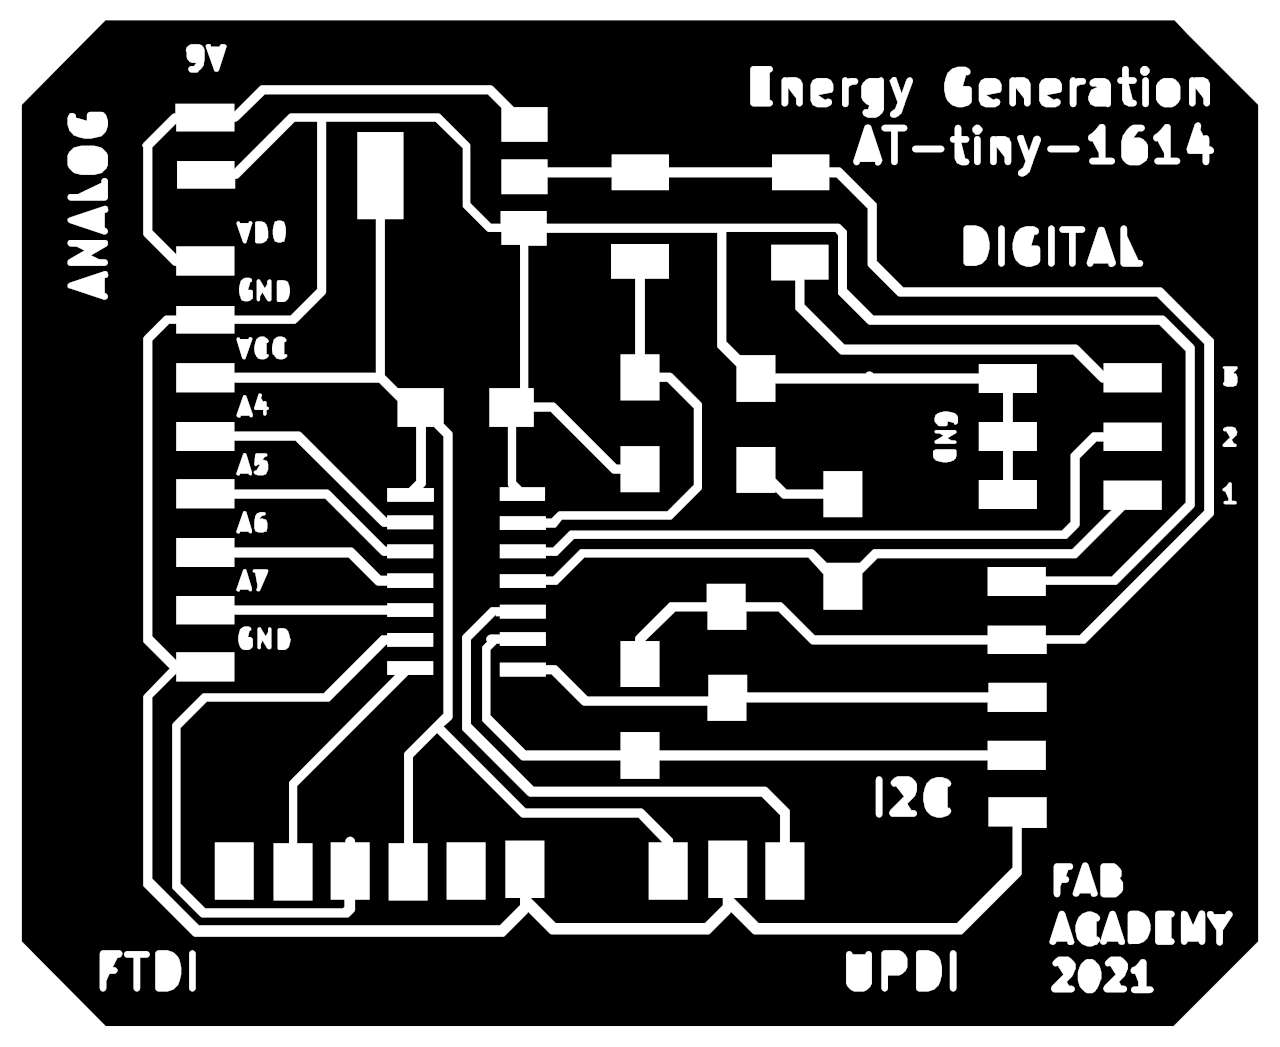 9V
Energy Generation
AT-tiny-1614
ANALOG
VDD
DIGITAL
GND
VCC
3
A4
GND
2
A5
1
A6
A7
GND
I2C
FAB
ACADEMY
2021
FTDI
UPDI